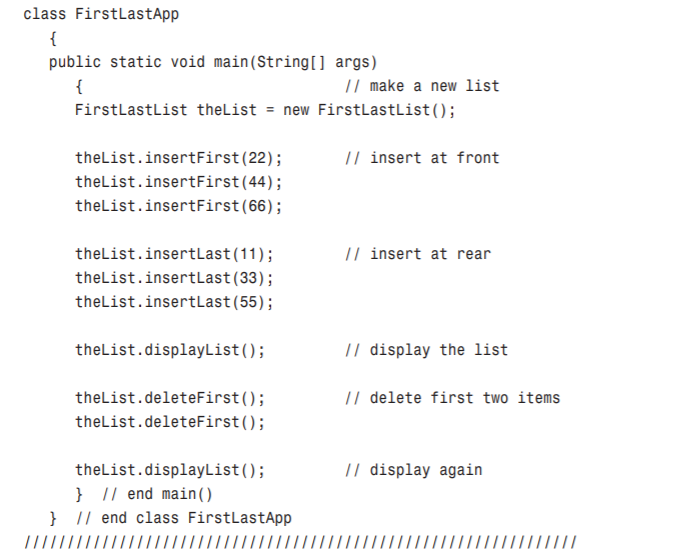 class FirstLastApp
{
public static void main(String[] args)
{ // make a new list
FirstLastList theList = new FirstLastList();
theList.insertFirst(22); // insert at front
theList.insertFirst(44);
theList.insertFirst(66);
theList.insertLast(11); // insert at rear
theList.insertLast(33);
theList.insertLast(55);
theList.displayList(); // display the list
theList.deleteFirst(); // delete first two items
theList.deleteFirst();
theList.displayList(); // display again
} // end main()
} // end class FirstLastApp
////////////////////////////////////////////////////////////////